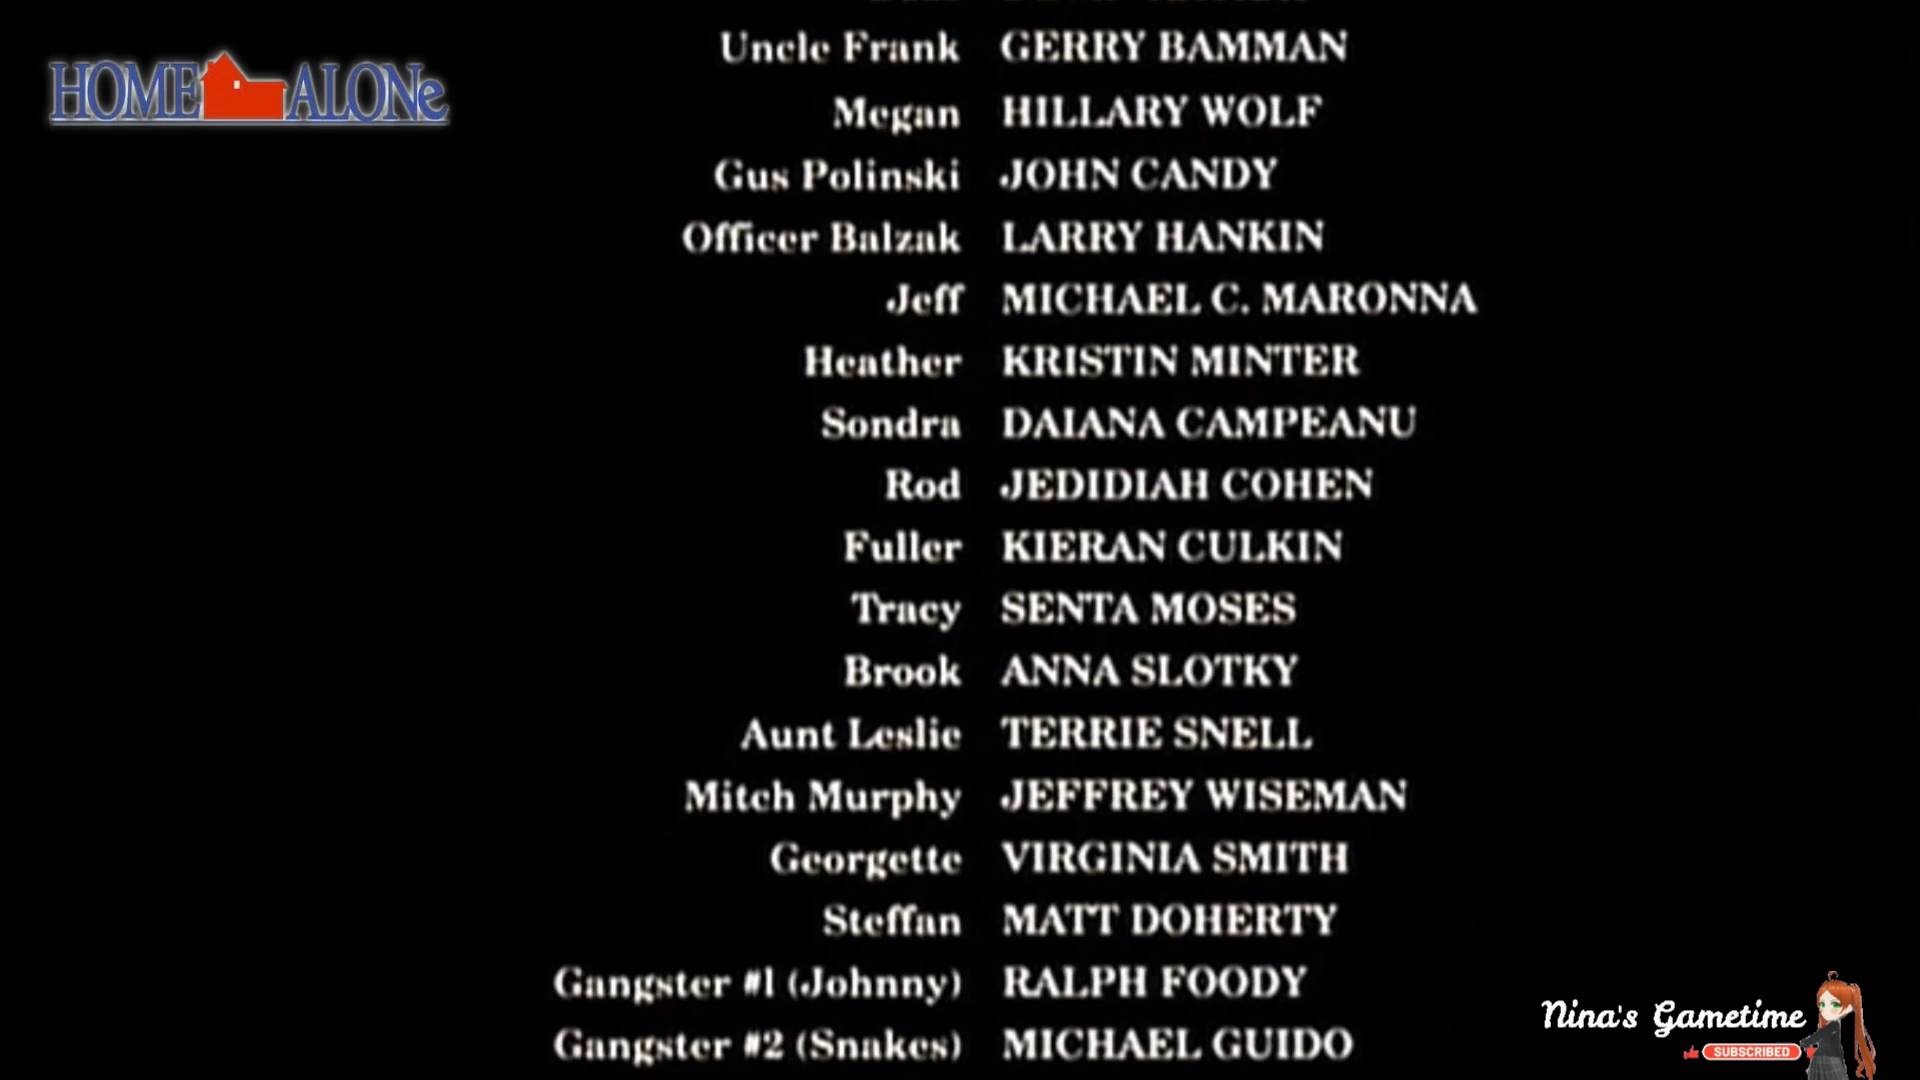 HOME ALONe
Uncle Frank GERRY BAMMAN
Megan HILLARY WOLF
Gus Polinski JOHN CANDY
Officer Balzak LARRY HANKIN
Jeff MICHAEL C. MARONNA
Heather KRISTIN MINTER
Sondra DAIANA CAMPEANU
Rod JEDIDIAH COHEN
Fuller KIERAN CULKIN
Tracy SENTA MOSES
Brook ANNA SLOTKY
Aunt Leslie TERRIE SNELL
Mitch Murphy JEFFREY WISEMAN
Georgette VIRGINIA SMITH
Steffan MATT DOHERTY
Gangster #1 (Johnny) RALPH FOODY
Gangster #2 (Snakes) MICHAEL GUIDO
Nina's Gametime
SUBSCRIBED